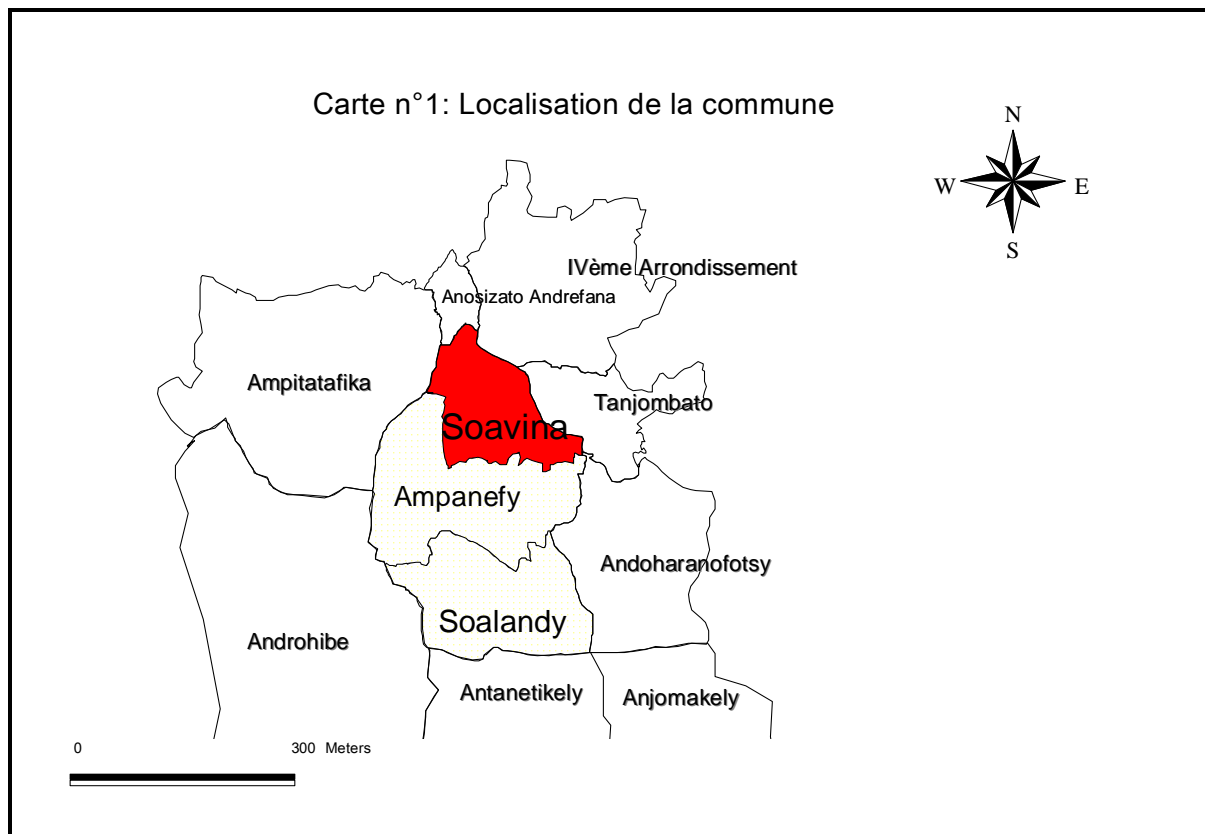 Carte n°1: Localisation de la commune
N
W E
S
IVème Arrondissement
Anosizato Andrefana
Ampitatafika
Tanjombato
Soavina
Ampanefy
Andoharanofotsy
Soalandy
Androhibe
Antanetikely
Anjomakely
0 300 Meters